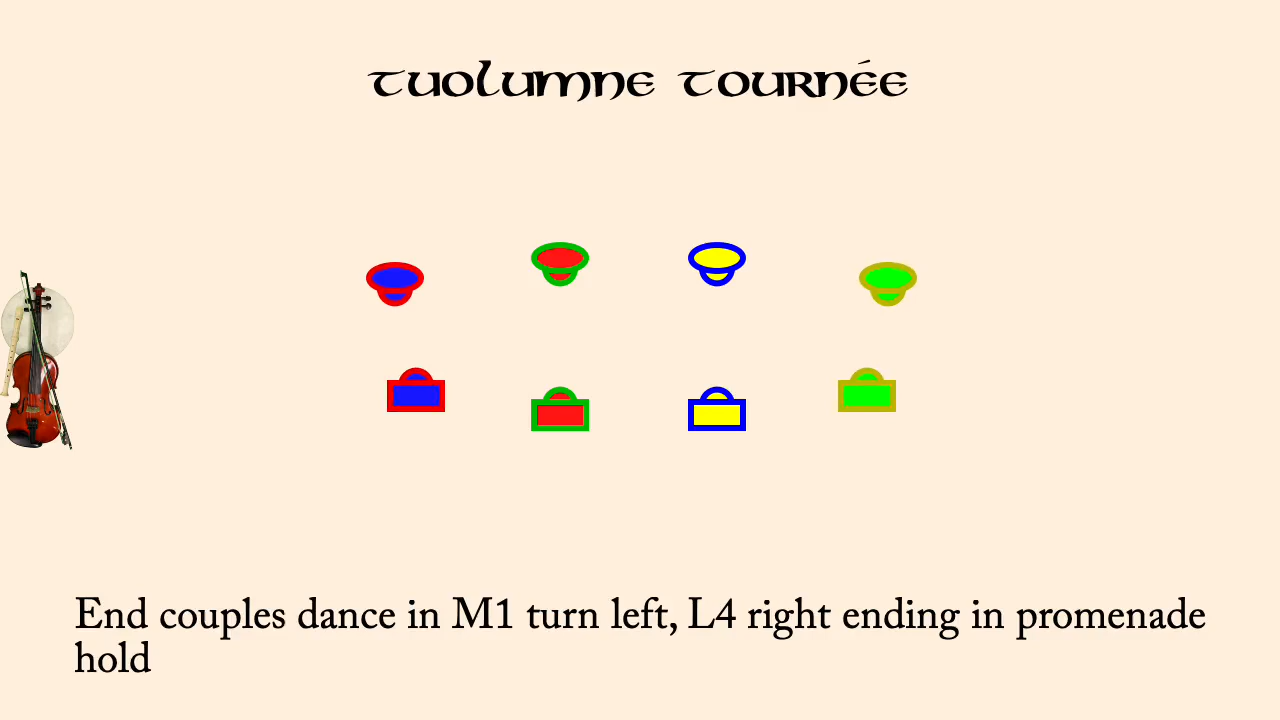 Tuolumne Tournée
End couples dance in M1 turn left, L4 right ending in promenade
hold